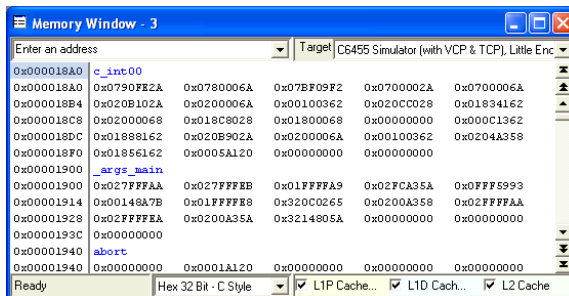 Memory Window - 3
Enter an address Target C6455 Simulator (with VCP & TCP), Little Enc
0x000018A0 c_int00
0x000018A0 0x0790FE2A 0x0780006A 0x07BF09F2 0x0700002A 0x0700006A
0x000018B4 0x020B102A 0x0200006A 0x00100362 0x020CC028 0x01834162
0x000018C8 0x02000068 0x018C8028 0x01800068 0x00000000 0x000C1362
0x000018DC 0x01888162 0x020B902A 0x0200006A 0x00100362 0x0204A358
0x000018F0 0x01856162 0x0005A120 0x00000000 0x00000000
0x00001900 _args_main
0x00001900 0x027FFFAA 0x027FFFEB 0x01FFFFA9 0x02FCA35A 0x0FFF5993
0x00001914 0x00148A7B 0x01FFFFE8 0x320C0265 0x0200A358 0x02FFFFAA
0x00001928 0x02FFFFEA 0x0200A35A 0x3214805A 0x00000000 0x00000000
0x0000193C 0x00000000
0x00001940 abort
0x00001940 0x00000000 0x0001A120 0x00000000 0x00000000 0x00000000
Ready Hex 32 Bit - C Style L1P Cache... L1D Cach... L2 Cache